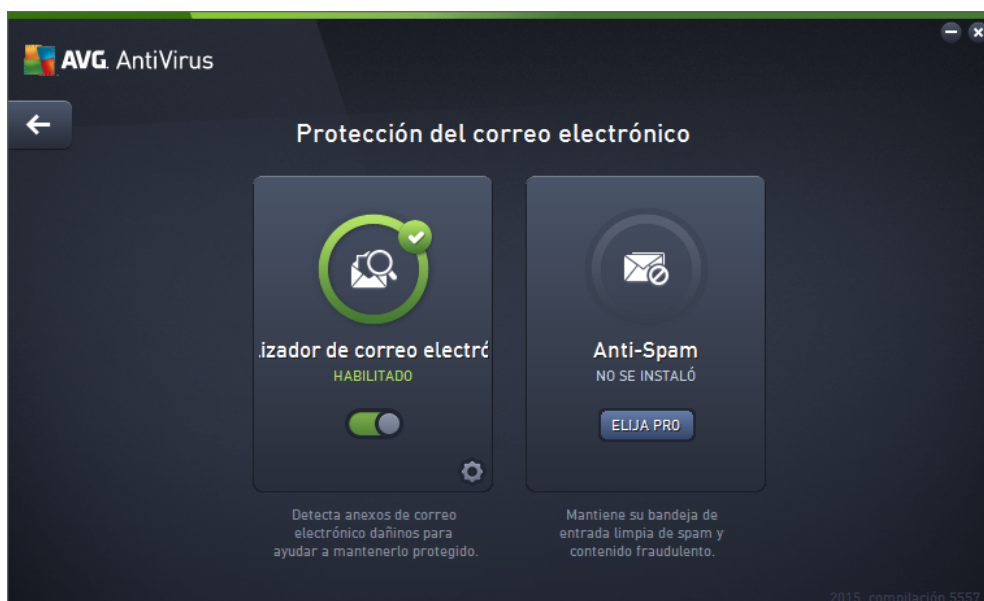 AVG. AntiVirus
Protección del correo electrónico
izador de correo electró
HABILITADO
Detecta anexos de correo
electrónico dañinos para
ayudar a mantenerlo protegido.
Anti-Spam
NO SE INSTALÓ
ELIJA PRO
Mantiene su bandeja de
entrada limpia de spam y
contenido fraudulento.
2015, compilación 5557